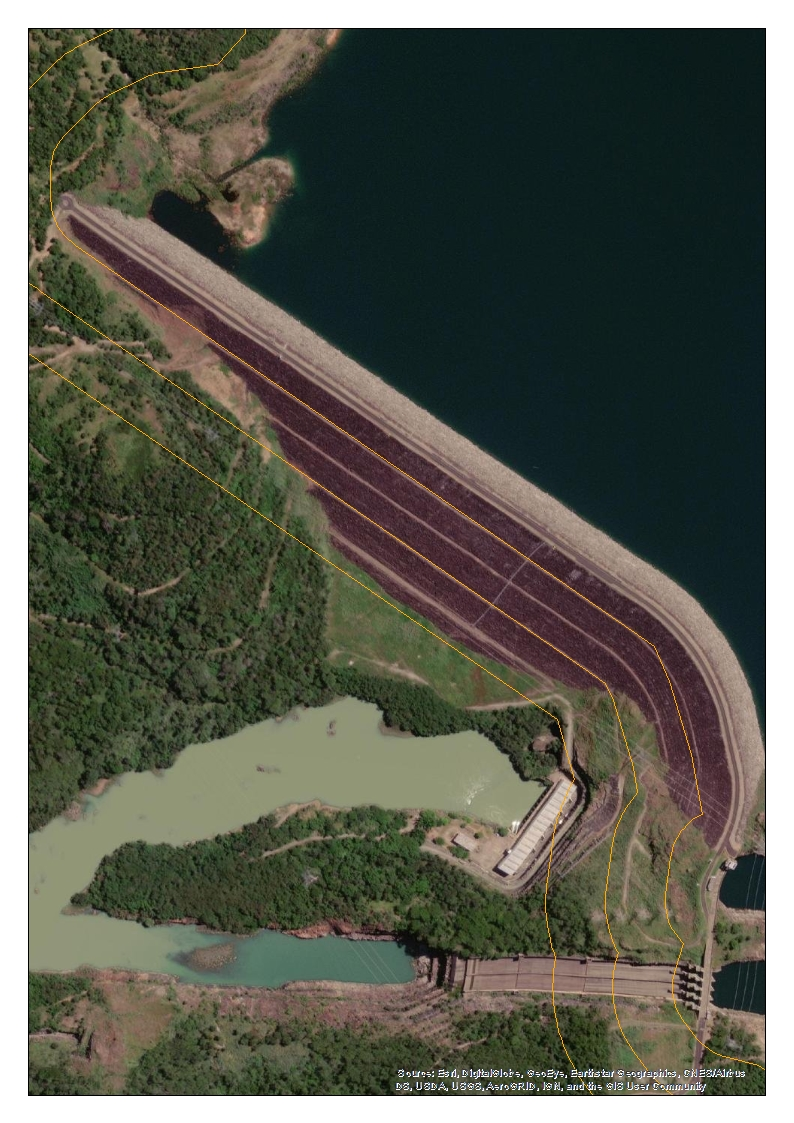 Source: Esri, DigitalGlobe, GeoEye, Earthstar Geographics, CNES/Airbus
DS, USDA, USGS, AeroGRID, IGN, and the GIS User Community